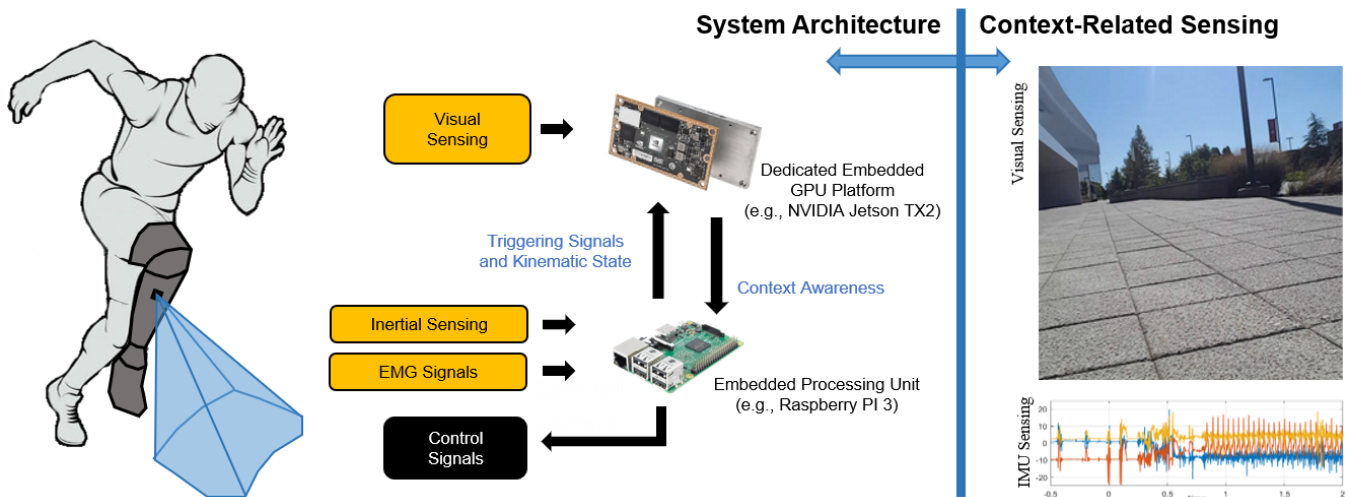 System Architecture
Context-Related Sensing
Visual
Sensing
Dedicated Embedded
GPU Platform
(e.g., NVIDIA Jetson TX2)
Triggering Signals
and Kinematic State
Context Awareness
Inertial Sensing
EMG Signals
Embedded Processing Unit
(e.g., Raspberry PI 3)
Control
Signals
Visual Sensing
IMU Sensing
20
10
0
-10
-20
-0.5
0
0.5
1
1.5
2